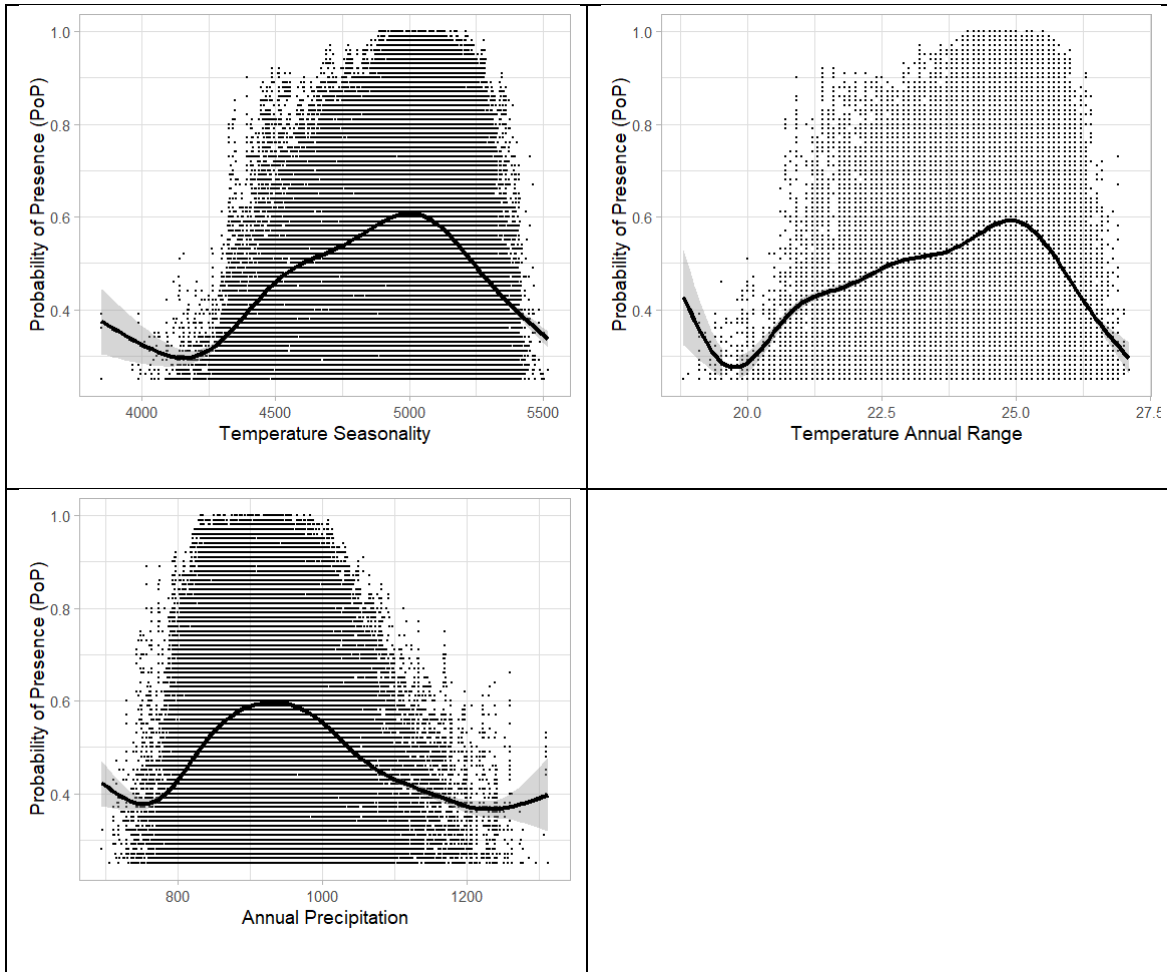 1.0
0.8
0.6
0.4
Probability of Presence (PoP)
4000 4500 5000 5500
Temperature Seasonality
1.0
0.8
0.6
0.4
Probability of Presence (PoP)
20.0 22.5 25.0 27.5
Temperature Annual Range
1.0
0.8
0.6
0.4
Probability of Presence (PoP)
800 1000 1200
Annual Precipitation